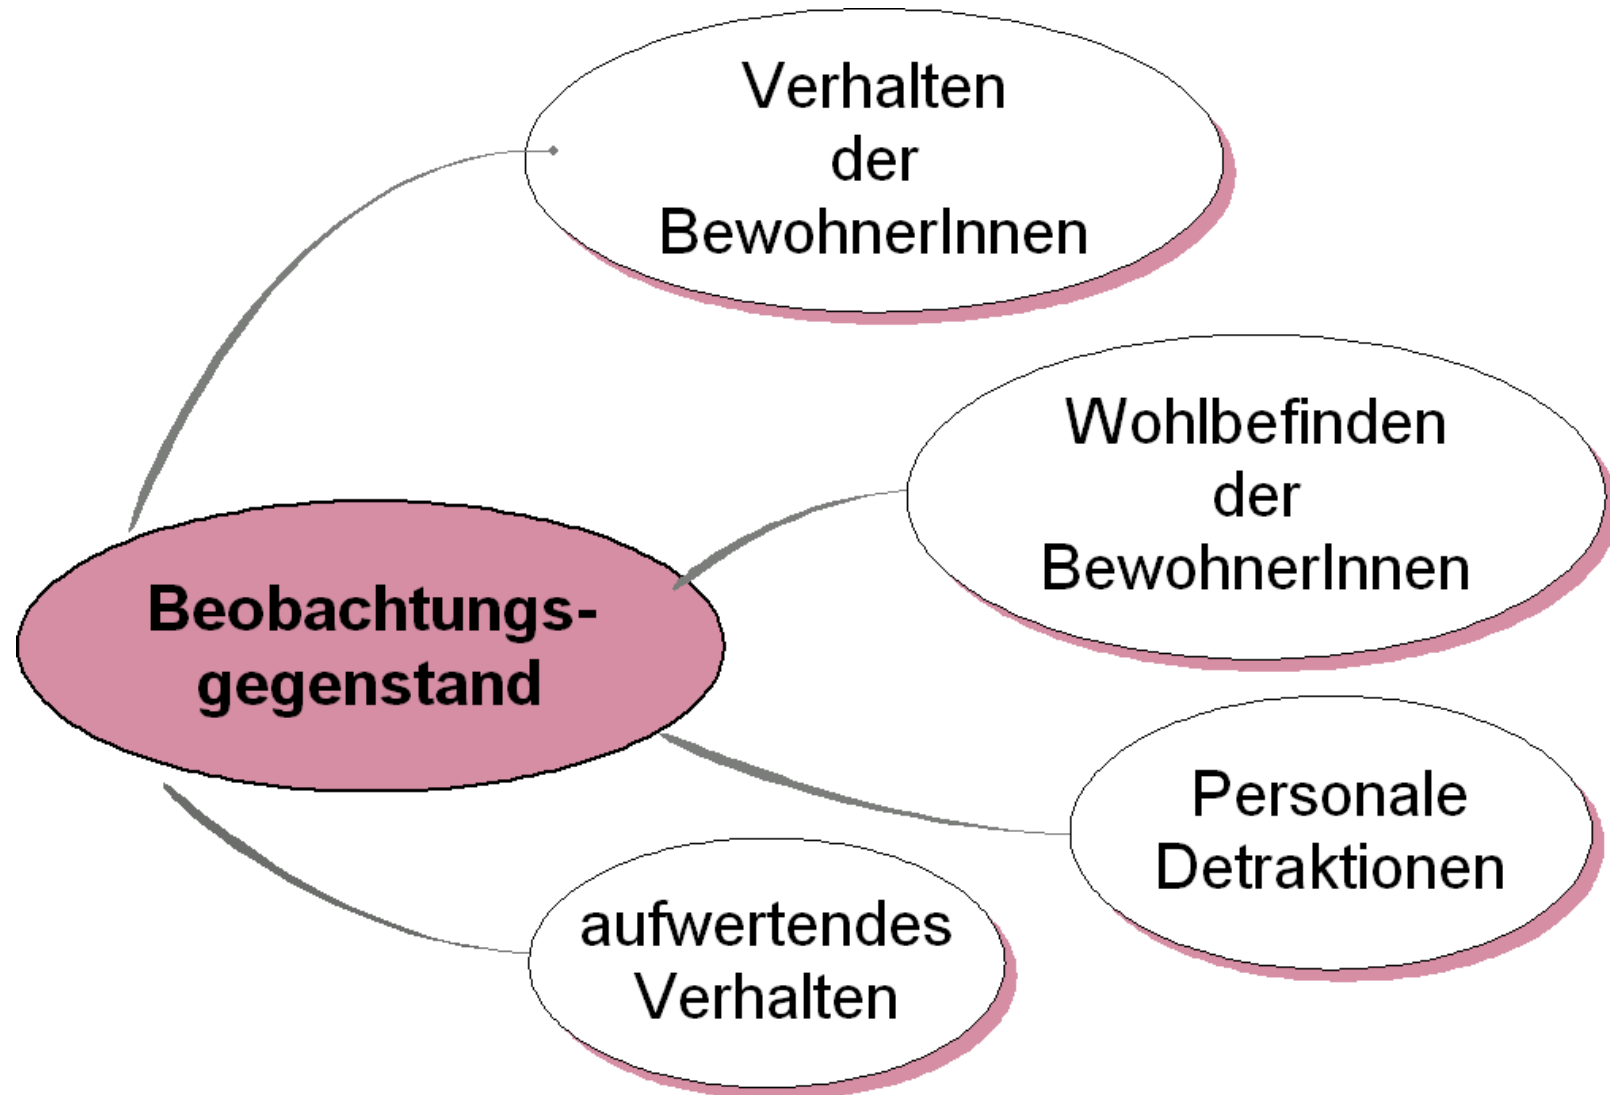 Verhalten
der
BewohnerInnen
Wohlbefinden
der
BewohnerInnen
Beobachtungs-
gegenstand
Personale
Detraktionen
aufwertendes
Verhalten